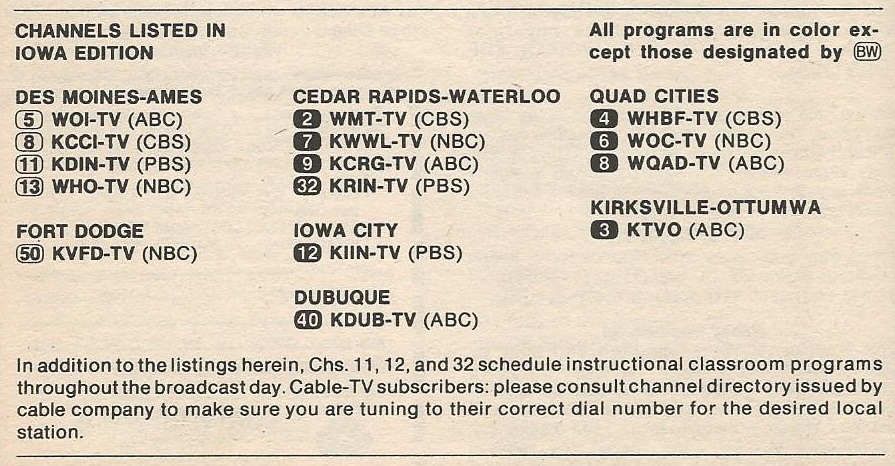 CHANNELS LISTED IN
IOWA EDITION
All programs are in color ex-
cept those designated by BW
DES MOINES-AMES
5 WOI-TV (ABC)
8 KCCI-TV (CBS)
11 KDIN-TV (PBS)
13 WHO-TV (NBC)
FORT DODGE
50 KVFD-TV (NBC)
CEDAR RAPIDS-WATERLOO
2 WMT-TV (CBS)
7 KWWL-TV (NBC)
9 KCRG-TV (ABC)
32 KRIN-TV (PBS)
IOWA CITY
12 KIIN-TV (PBS)
DUBUQUE
40 KDUB-TV (ABC)
QUAD CITIES
4 WHBF-TV (CBS)
6 WOC-TV (NBC)
8 WQAD-TV (ABC)
KIRKSVILLE-OTTUMWA
3 KTVO (ABC)
In addition to the listings herein, Chs. 11, 12, and 32 schedule instructional classroom programs
throughout the broadcast day. Cable-TV subscribers: please consult channel directory issued by
cable company to make sure you are tuning to their correct dial number for the desired local
station.